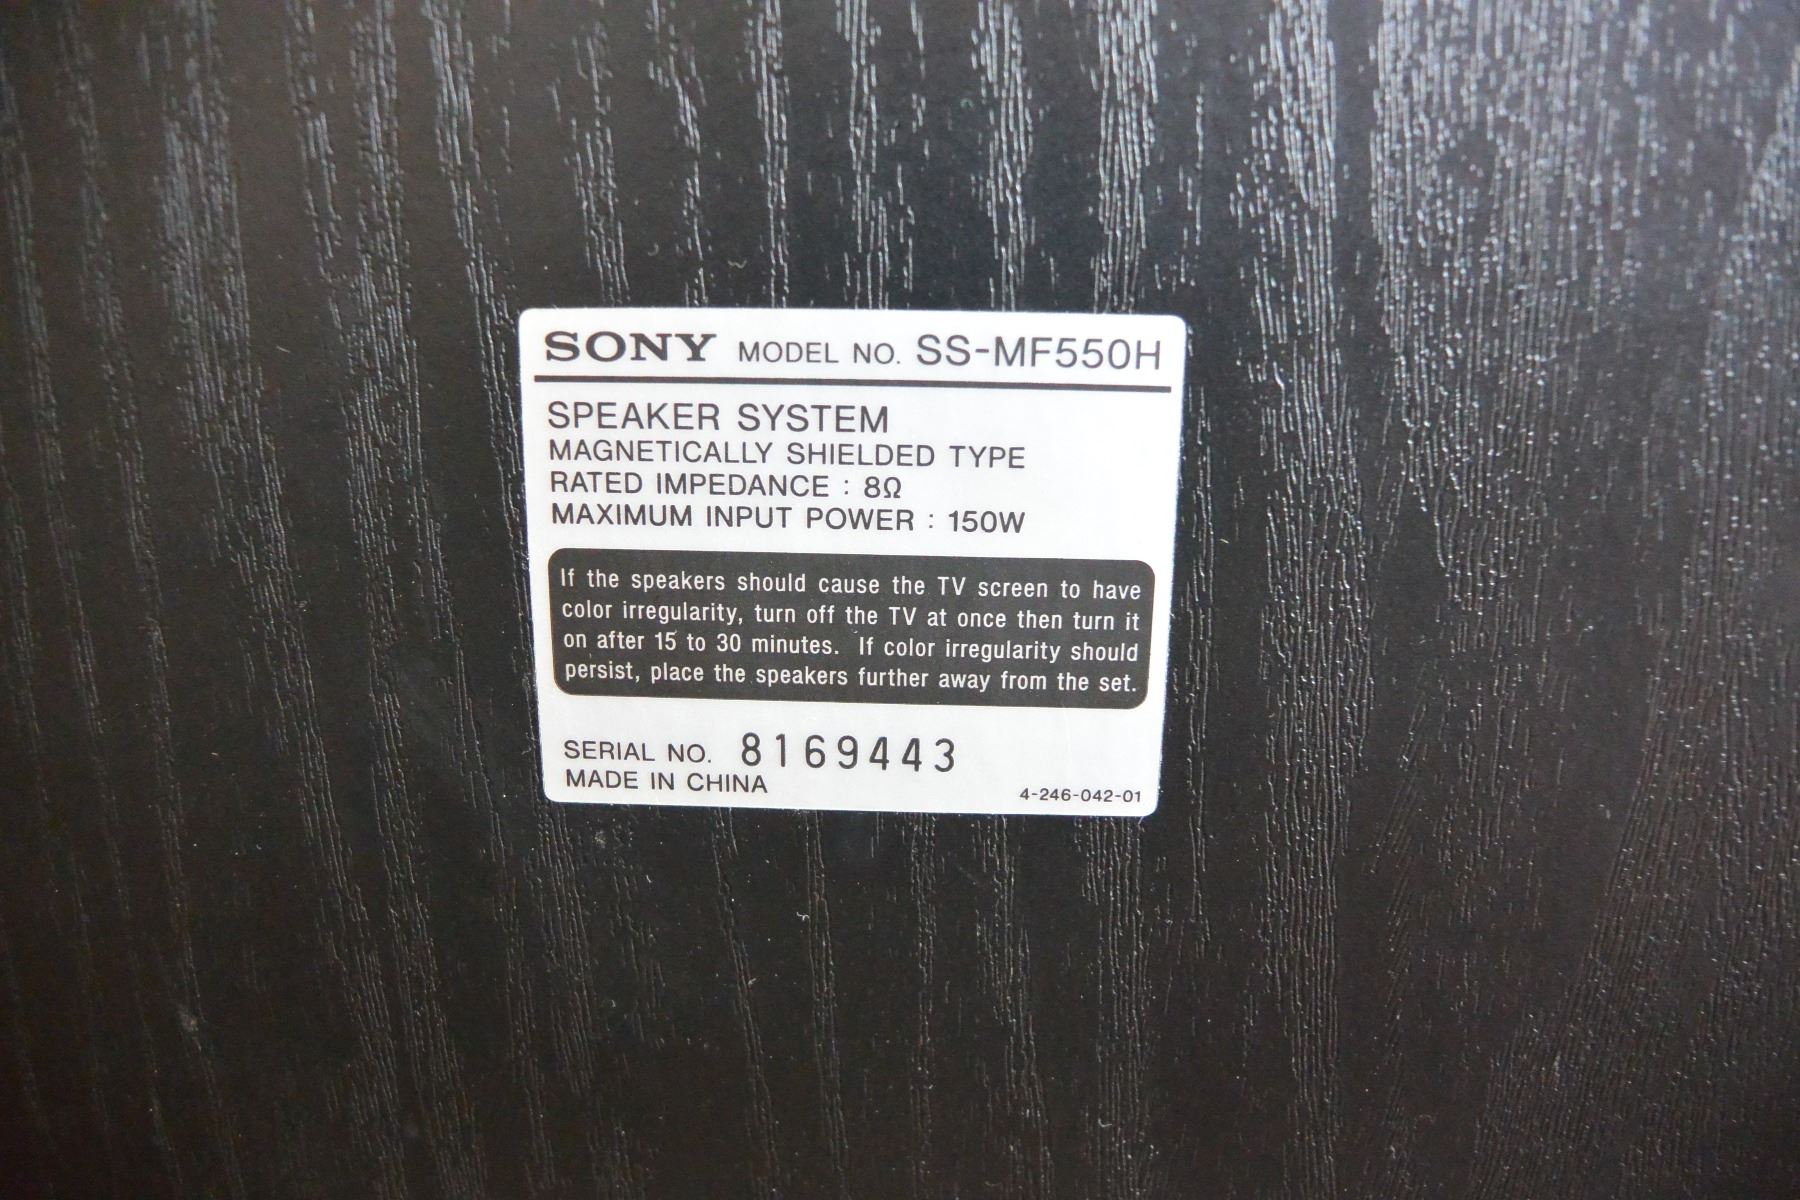 SONY MODEL NO. SS-MF550H
SPEAKER SYSTEM
MAGNETICALLY SHIELDED TYPE
RATED IMPEDANCE : 8Ω
MAXIMUM INPUT POWER : 150W
If the speakers should cause the TV screen to have
color irregularity, turn off the TV at once then turn it
on after 15 to 30 minutes. If color irregularity should
persist, place the speakers further away from the set.
SERIAL NO. 8169443
MADE IN CHINA
4-246-042-01